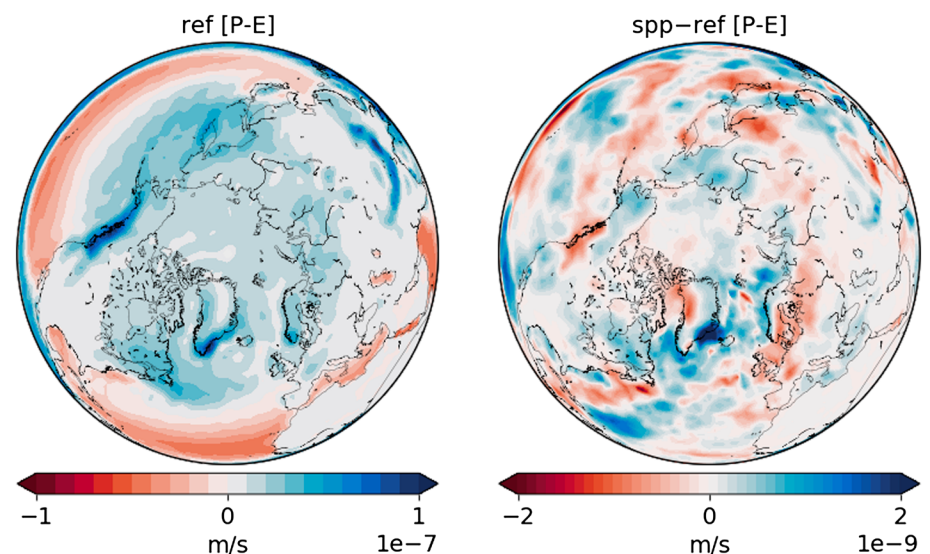 ref [P-E]
spp−ref [P-E]
−1 0 1
m/s 1e−7
−2 0 2
m/s 1e−9